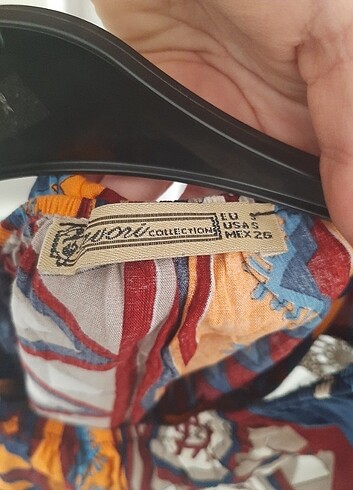 COLLECTION
EU S
USA S
MEX 26